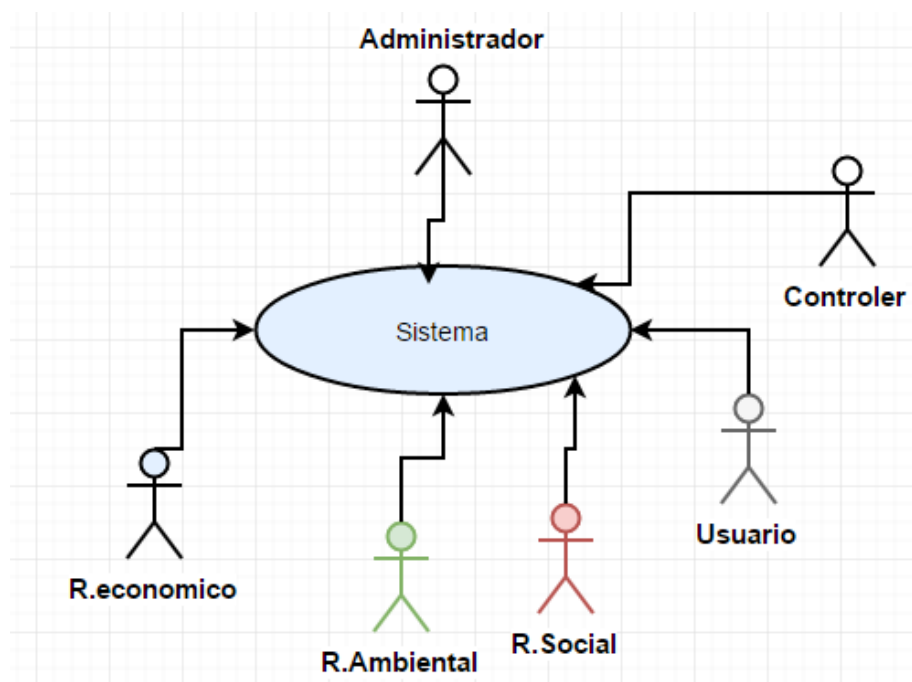 Administrador
Controler
Sistema
Usuario
R.economico
R.Social
R.Ambiental